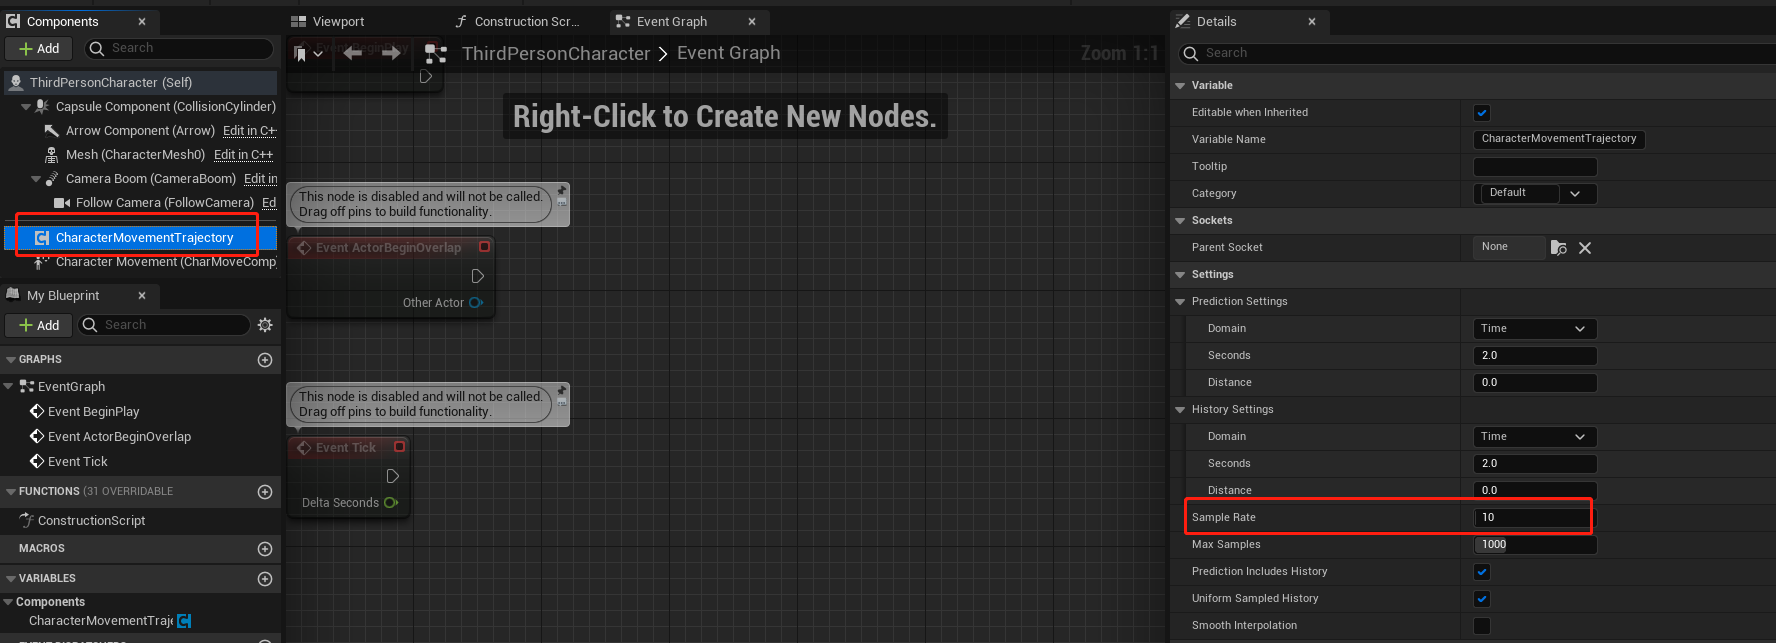 Components
Add
Search
ThirdPersonCharacter (Self)
Capsule Component (CollisionCylinder)
Arrow Component (Arrow) Edit in C++
Mesh (CharacterMesh0) Edit in C++
Camera Boom (CameraBoom) Edit in
Follow Camera (FollowCamera) Ed
CharacterMovementTrajectory
Character Movement (CharMoveComp)
My Blueprint
Add
Search
GRAPHS
EventGraph
Event BeginPlay
Event ActorBeginOverlap
Event Tick
FUNCTIONS (31 OVERRIDABLE
ConstructionScript
MACROS
VARIABLES
Components
CharacterMovementTraje
EVENT DISPATCHERS
Viewport
Construction Scr...
Event Graph
Event BeginPlay
ThirdPersonCharacter > Event Graph
Zoom 1:1
Right-Click to Create New Nodes.
This node is disabled and will not be called.
Drag off pins to build functionality.
Event ActorBeginOverlap
Other Actor
This node is disabled and will not be called.
Drag off pins to build functionality.
Event Tick
Delta Seconds
Details
Search
Variable
Editable when Inherited
Variable Name CharacterMovementTrajectory
Tooltip
Category Default
Sockets
Parent Socket None
Settings
Prediction Settings
Domain Time
Seconds 2.0
Distance 0.0
History Settings
Domain Time
Seconds 2.0
Distance 0.0
Sample Rate 10
Max Samples 1000
Prediction Includes History
Uniform Sampled History
Smooth Interpolation